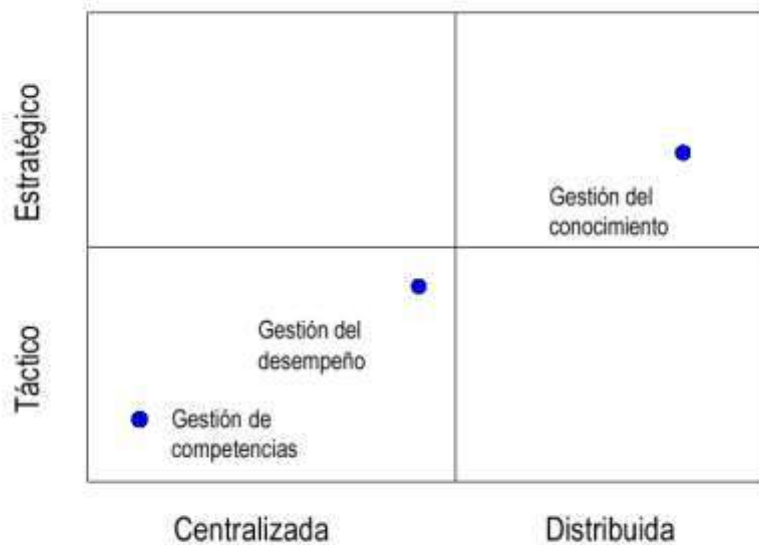 Estratégico
Gestión del
conocimiento
Táctico
Gestión del
desempeño
Gestión de
competencias
Centralizada
Distribuida